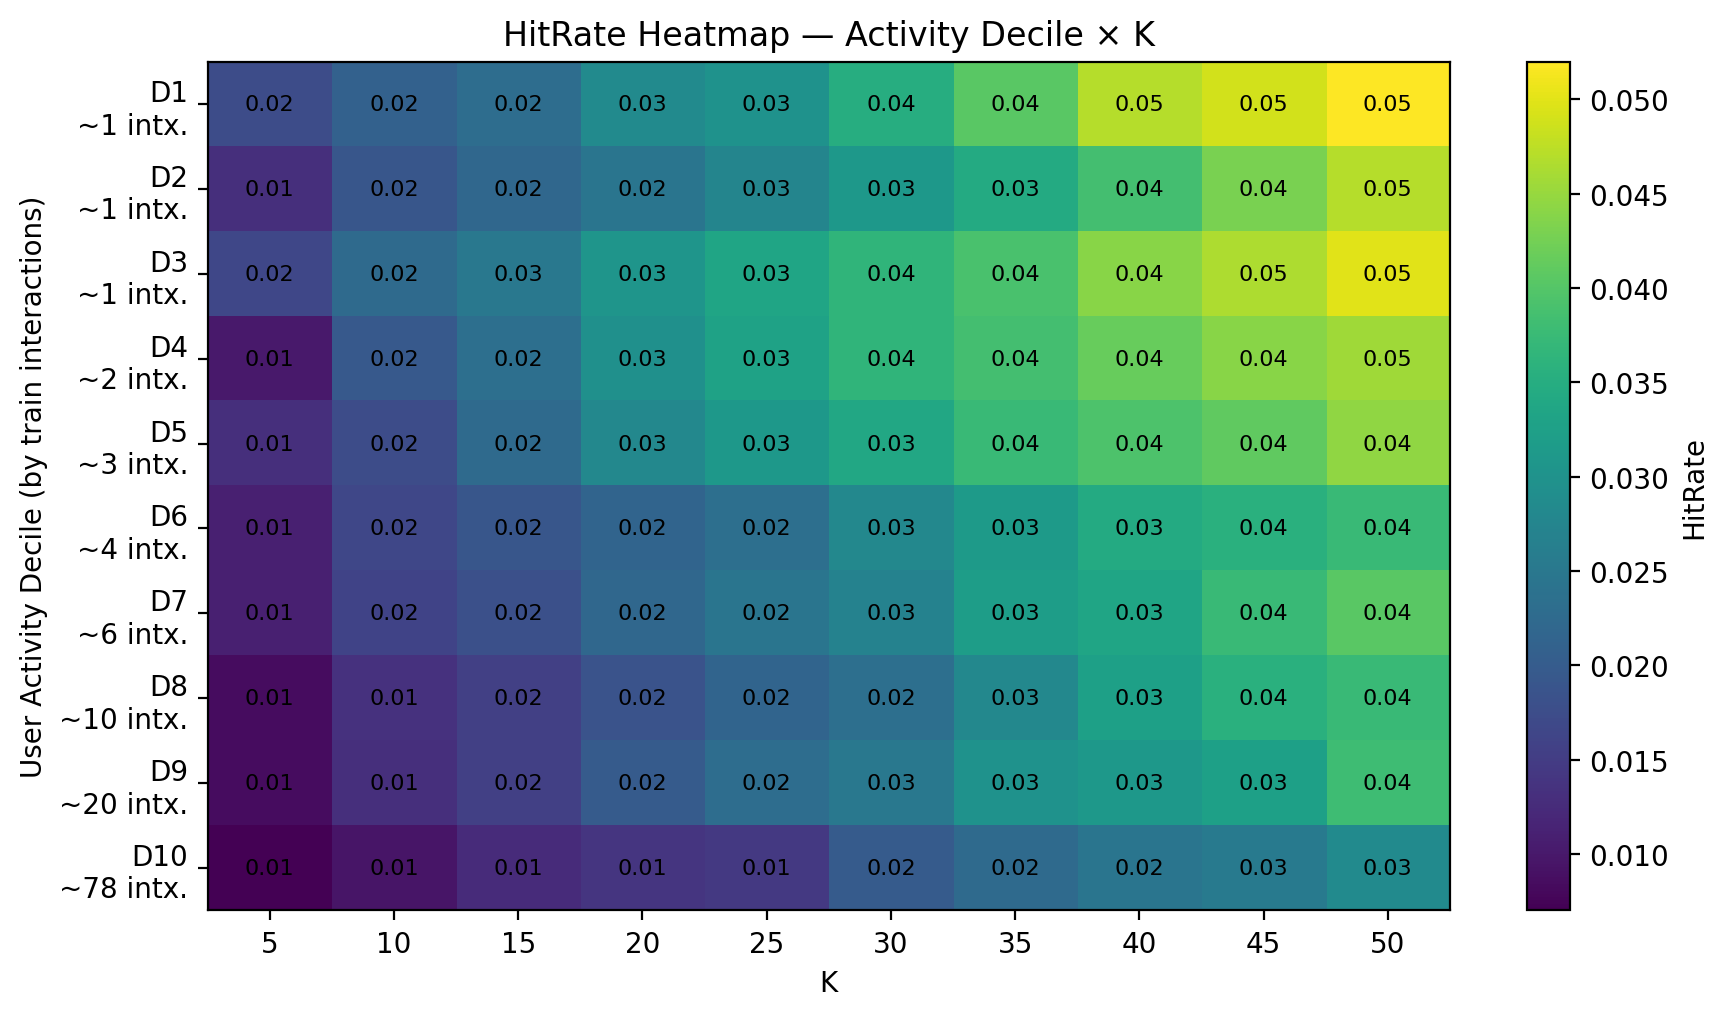 HitRate Heatmap — Activity Decile × K
User Activity Decile (by train interactions)
D1
~1 intx.
0.02 0.02 0.02 0.03 0.03 0.04 0.04 0.05 0.05 0.05
D2
~1 intx.
0.01 0.02 0.02 0.02 0.03 0.03 0.03 0.04 0.04 0.05
D3
~1 intx.
0.02 0.02 0.03 0.03 0.03 0.04 0.04 0.04 0.05 0.05
D4
~2 intx.
0.01 0.02 0.02 0.03 0.03 0.04 0.04 0.04 0.04 0.05
D5
~3 intx.
0.01 0.02 0.02 0.03 0.03 0.03 0.04 0.04 0.04 0.04
D6
~4 intx.
0.01 0.02 0.02 0.02 0.02 0.03 0.03 0.03 0.04 0.04
D7
~6 intx.
0.01 0.02 0.02 0.02 0.02 0.03 0.03 0.03 0.04 0.04
D8
~10 intx.
0.01 0.01 0.02 0.02 0.02 0.02 0.03 0.03 0.04 0.04
D9
~20 intx.
0.01 0.01 0.02 0.02 0.02 0.03 0.03 0.03 0.03 0.04
D10
~78 intx.
0.01 0.01 0.01 0.01 0.01 0.02 0.02 0.02 0.03 0.03
5 10 15 20 25 30 35 40 45 50
K
0.050
0.045
0.040
0.035
0.030
0.025
0.020
0.015
0.010
HitRate